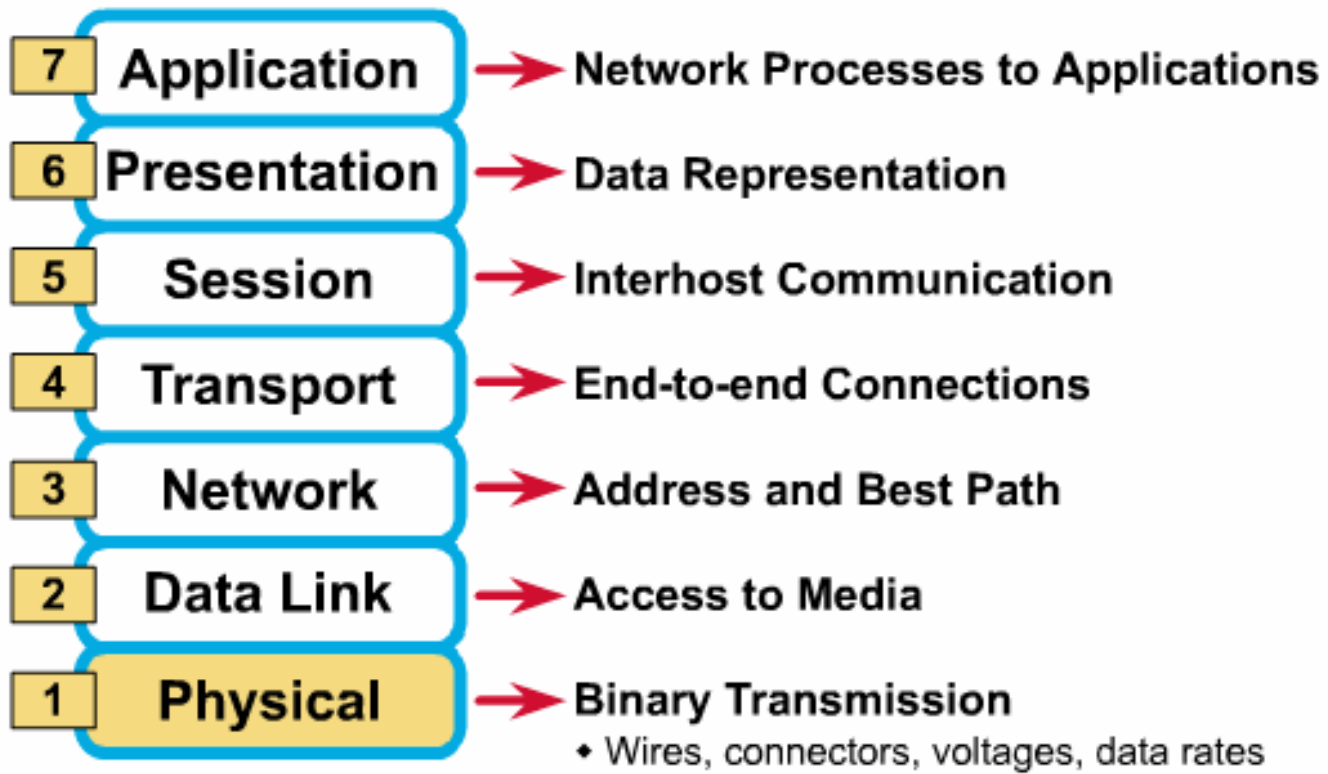 7 Application Network Processes to Applications
6 Presentation Data Representation
5 Session Interhost Communication
4 Transport End-to-end Connections
3 Network Address and Best Path
2 Data Link Access to Media
1 Physical Binary Transmission
◆ Wires, connectors, voltages, data rates